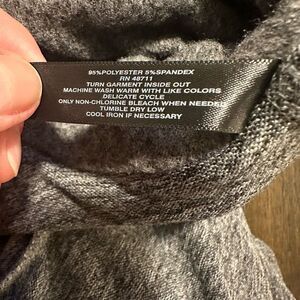 95%POLYESTER 5%SPANDEX
RN 48711
TURN GARMENT INSIDE OUT
MACHINE WASH WARM WITH LIKE COLORS
DELICATE CYCLE
ONLY NON-CHLORINE BLEACH WHEN NEEDED
TUMBLE DRY LOW
COOL IRON IF NECESSARY